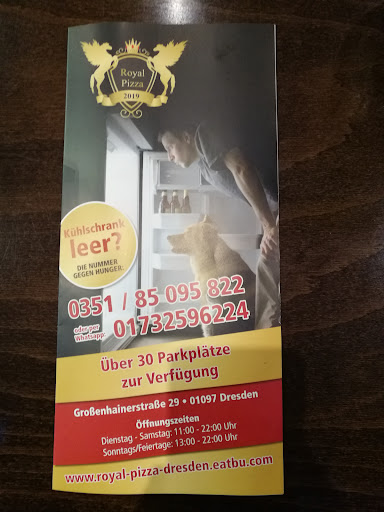 Royal
Pizza
2019
Kühlschrank
leer?
DIE NUMMER
GEGEN HUNGER:
0351 / 85 095 822
oder per
Whatsapp:
01732596224
Über 30 Parkplätze
zur Verfügung
Großenhainerstraße 29 • 01097 Dresden
Öffnungszeiten
Dienstag - Samstag: 11:00 - 22:00 Uhr
Sonntags/Feiertage: 13:00 - 22:00 Uhr
www.royal-pizza-dresden.eatbu.com